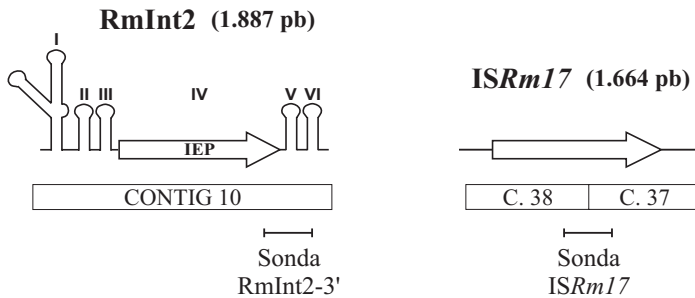 RmInt2 (1.887 pb)
I
II III IV V VI
IEP
CONTIG 10
Sonda
RmInt2-3'
ISRm17 (1.664 pb)
C. 38 C. 37
Sonda
ISRm17